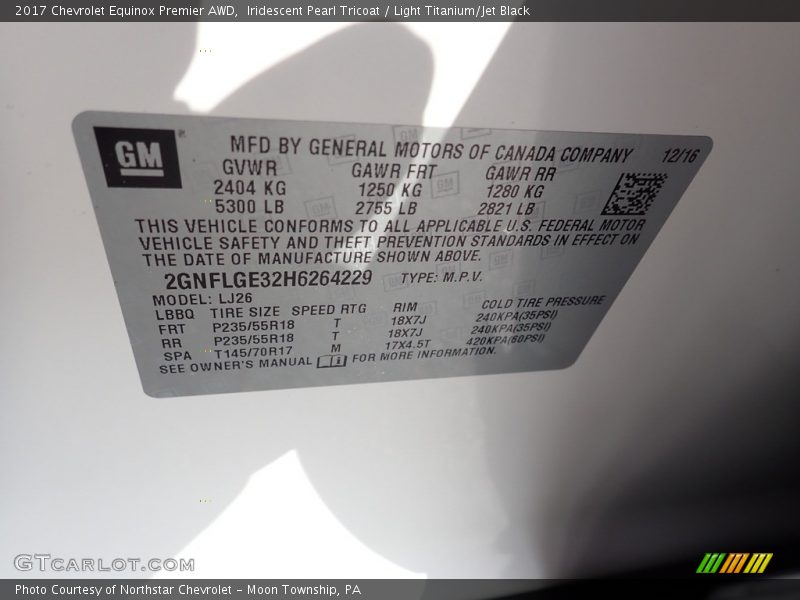 2017 Chevrolet Equinox Premier AWD, Iridescent Pearl Tricoat / Light Titanium/Jet Black
GM
MFD BY GENERAL MOTORS OF CANADA COMPANY 12/16
GVWR GAWR FRT GAWR RR
2404 KG 1250 KG 1280 KG
5300 LB 2755 LB 2821 LB
THIS VEHICLE CONFORMS TO ALL APPLICABLE U.S. FEDERAL MOTOR
VEHICLE SAFETY AND THEFT PREVENTION STANDARDS IN EFFECT ON
THE DATE OF MANUFACTURE SHOWN ABOVE.
2GNFLGE32H6264229 TYPE: M.P.V.
MODEL: LJ26
LBBQ TIRE SIZE SPEED RTG RIM COLD TIRE PRESSURE
FRT P235/55R18 T 18X7J 240KPA(35PSI)
RR P235/55R18 T 18X7J 240KPA(35PSI)
SPA T145/70R17 M 17X4.5T 420KPA(60PSI)
SEE OWNER'S MANUAL FOR MORE INFORMATION.
GTcarlot.com
Photo Courtesy of Northstar Chevrolet - Moon Township, PA